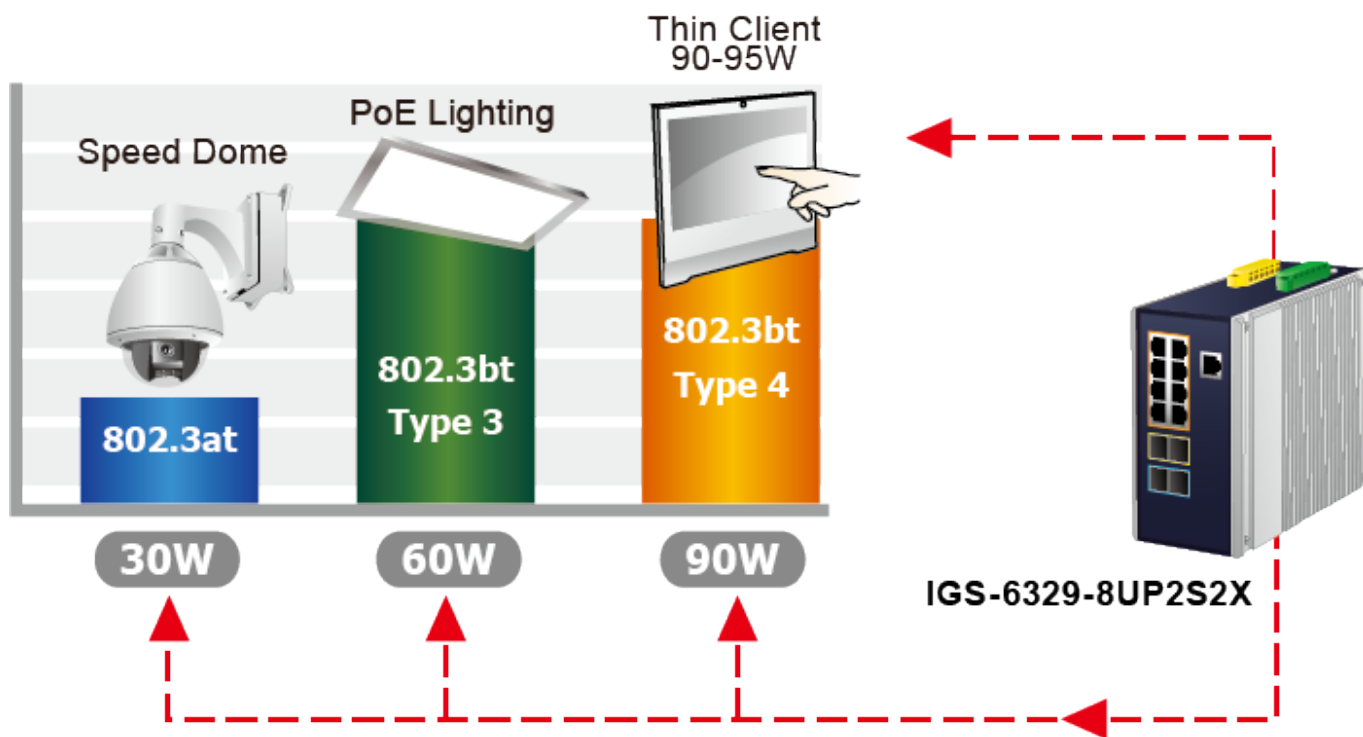 Thin Client
90-95W
PoE Lighting
Speed Dome
802.3at
802.3bt
Type 3
802.3bt
Type 4
30W
60W
90W
IGS-6329-8UP2S2X